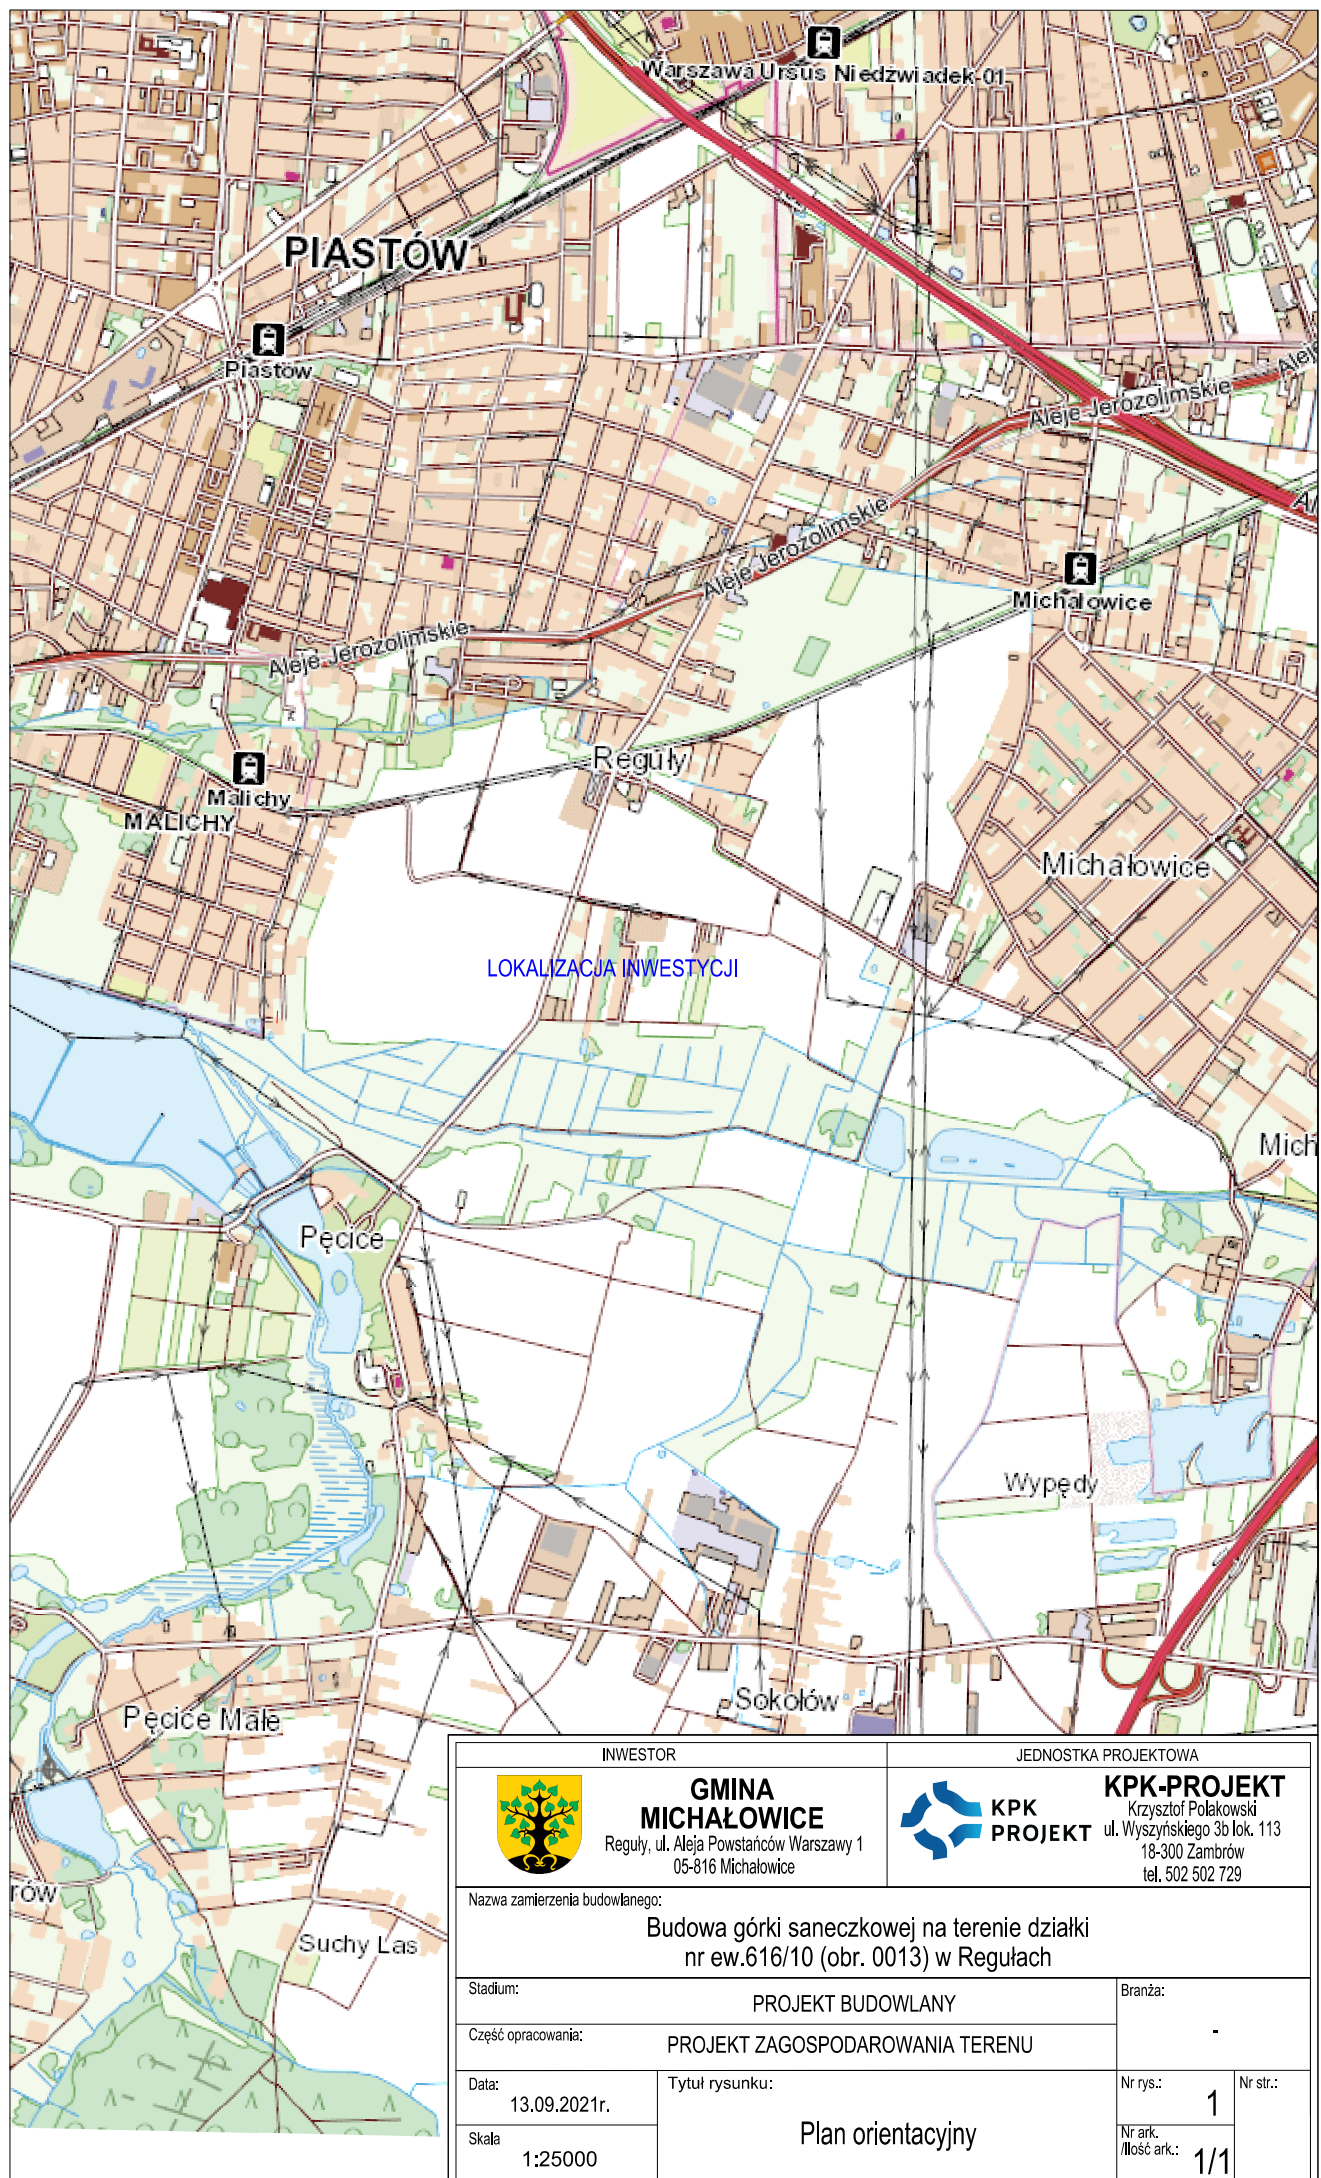 Warszawa Ursus Niedźwiadek-01
PIASTÓW
Piastów
Aleje Jerozolimskie
Aleje Jerozolimskie
Michałowice
Aleje Jerozolimskie
Reguły
Malichy
MALICHY
Michałowice
LOKALIZACJA INWESTYCJI
Mich
Pęcice
Wypędy
Sokołów
Pęcice Małe
rów
Suchy Las
INWESTOR
JEDNOSTKA PROJEKTOWA
GMINA
MICHAŁOWICE
Reguły, ul. Aleja Powstańców Warszawy 1
05-816 Michałowice
KPK
PROJEKT
KPK-PROJEKT
Krzysztof Polakowski
ul. Wyszyńskiego 3b lok. 113
18-300 Zambrów
tel. 502 502 729
Nazwa zamierzenia budowlanego:
Budowa górki saneczkowej na terenie działki
nr ew.616/10 (obr. 0013) w Regułach
Stadium:
PROJEKT BUDOWLANY
Branża:
-
Część opracowania:
PROJEKT ZAGOSPODAROWANIA TERENU
Data:
13.09.2021r.
Tytuł rysunku:
Plan orientacyjny
Nr rys.:
1
Nr str.:
Skala
1:25000
Nr ark.
/Ilość ark.:
1/1